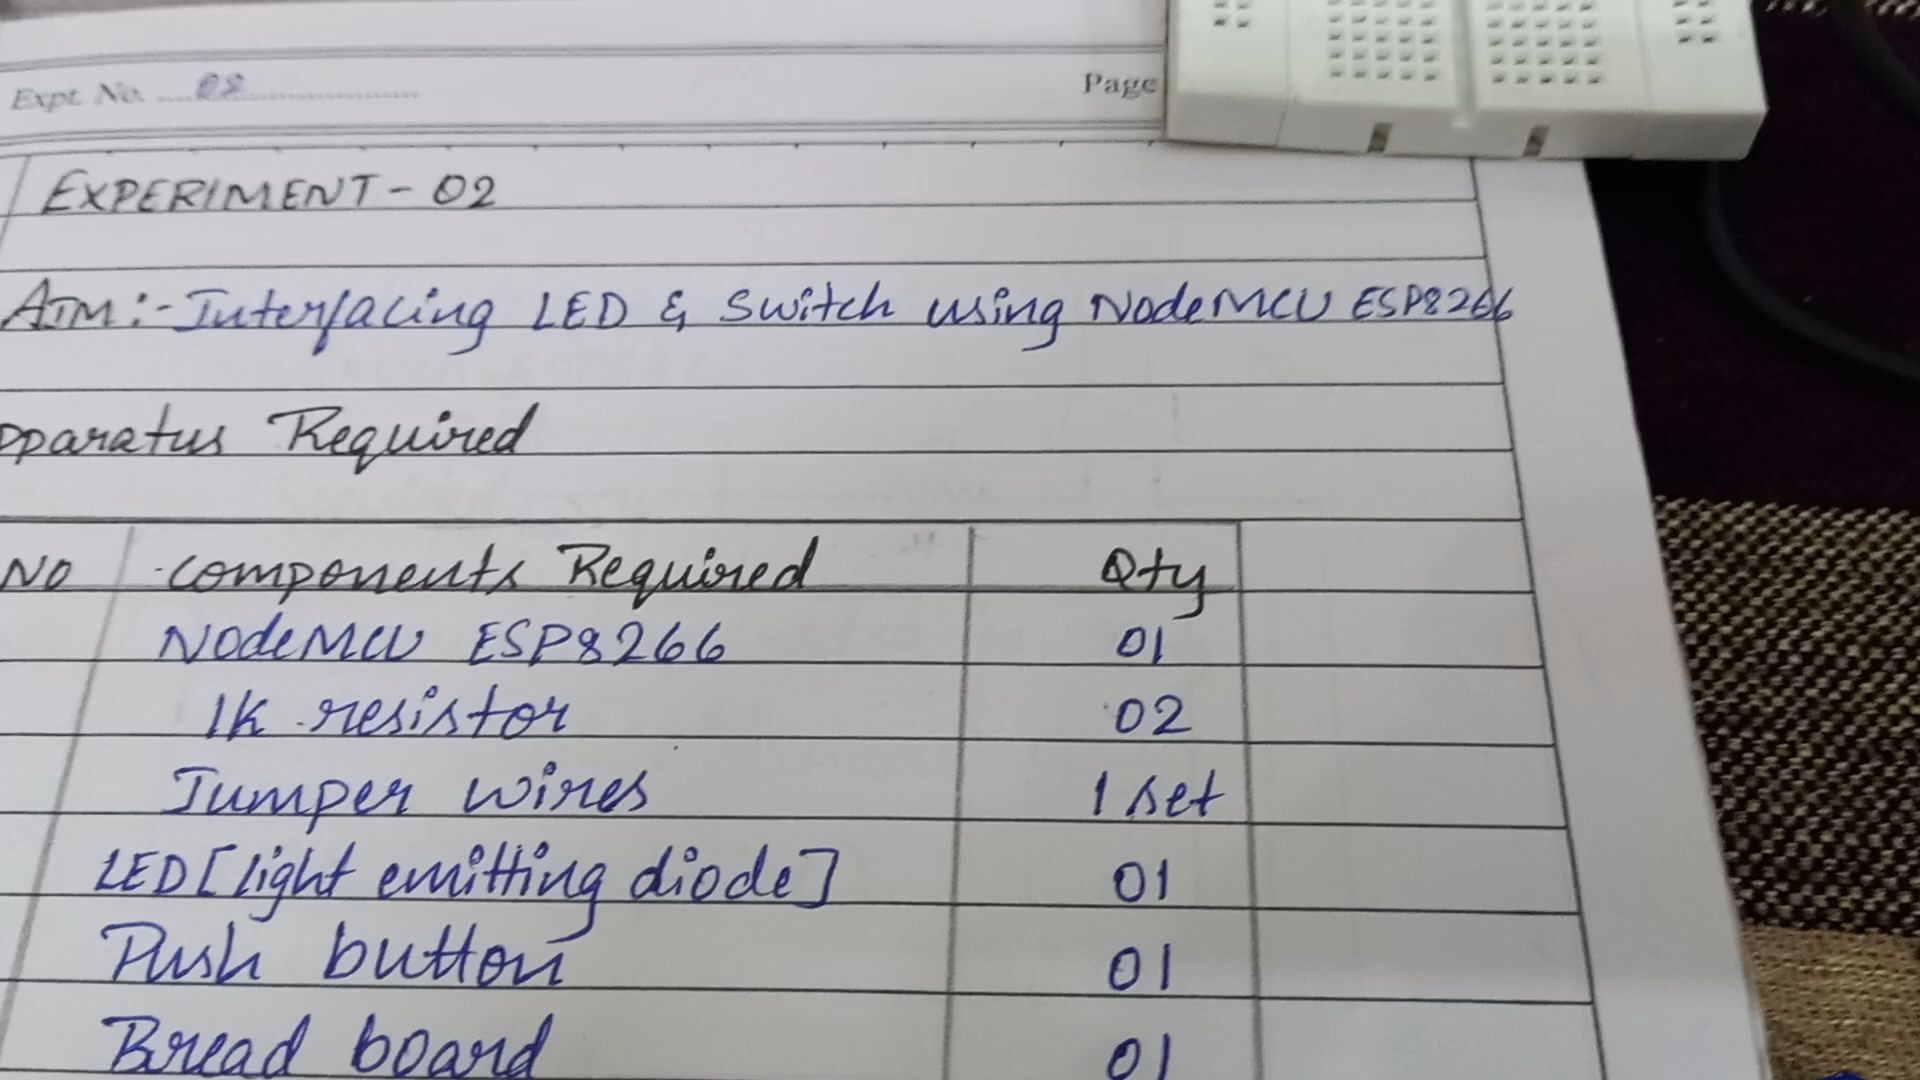 Expt. No.
Page
EXPERIMENT - 02
AIM :- Interfacing LED & Switch using NodeMCU ESP8266
pparatus Required
NO components Required Qty
NodeMCU ESP8266 01
1K resistor 02
Jumper wires 1 set
LED [light emitting diode] 01
Push button 01
Bread board 01